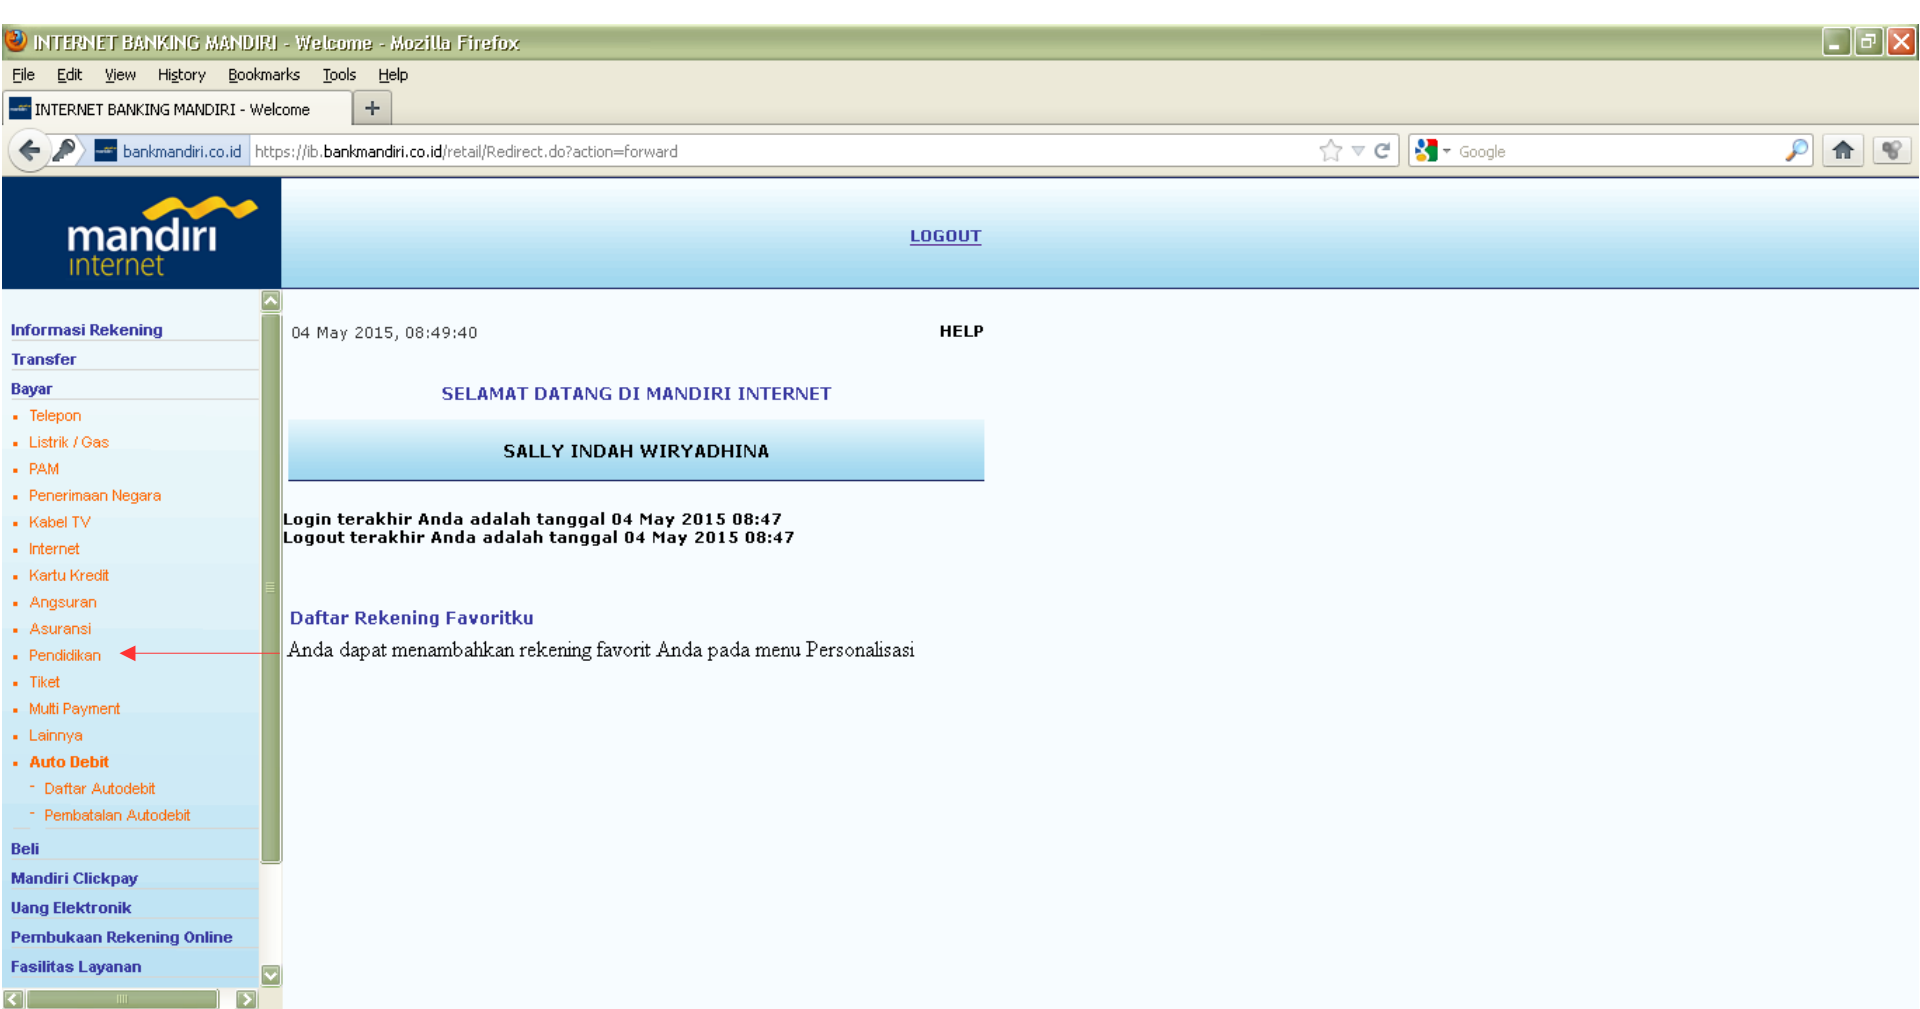 INTERNET BANKING MANDIRI - Welcome - Mozilla Firefox
File Edit View History Bookmarks Tools Help
INTERNET BANKING MANDIRI - Welcome
bankmandiri.co.id https://ib.bankmandiri.co.id/retail/Redirect.do?action=forward Google
mandiri
internet
LOGOUT
Informasi Rekening
Transfer
Bayar
Telepon
Listrik / Gas
PAM
Penerimaan Negara
Kabel TV
Internet
Kartu Kredit
Angsuran
Asuransi
Pendidikan
Tiket
Multi Payment
Lainnya
Auto Debit
- Daftar Autodebit
- Pembatalan Autodebit
Beli
Mandiri Clickpay
Uang Elektronik
Pembukaan Rekening Online
Fasilitas Layanan
04 May 2015, 08:49:40 HELP
SELAMAT DATANG DI MANDIRI INTERNET
SALLY INDAH WIRYADHINA
Login terakhir Anda adalah tanggal 04 May 2015 08:47
Logout terakhir Anda adalah tanggal 04 May 2015 08:47
Daftar Rekening Favoritku
Anda dapat menambahkan rekening favorit Anda pada menu Personalisasi